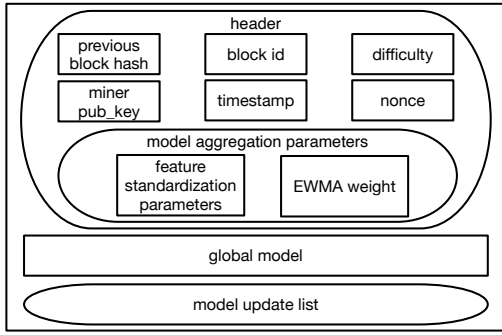 header
previous
block hash
block id
difficulty
miner
pub_key
timestamp
nonce
model aggregation parameters
feature
standardization
parameters
EWMA weight
global model
model update list